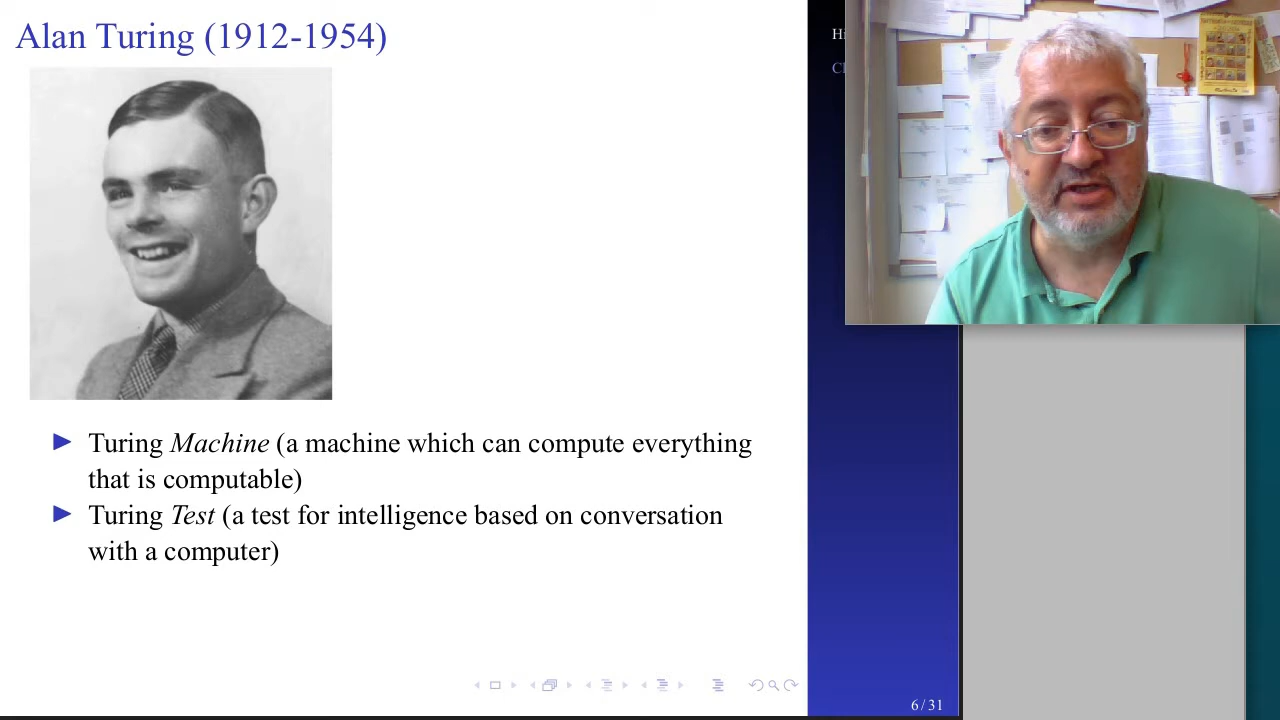 Alan Turing (1912-1954)
Turing Machine (a machine which can compute everything
that is computable)
Turing Test (a test for intelligence based on conversation
with a computer)
6 / 31